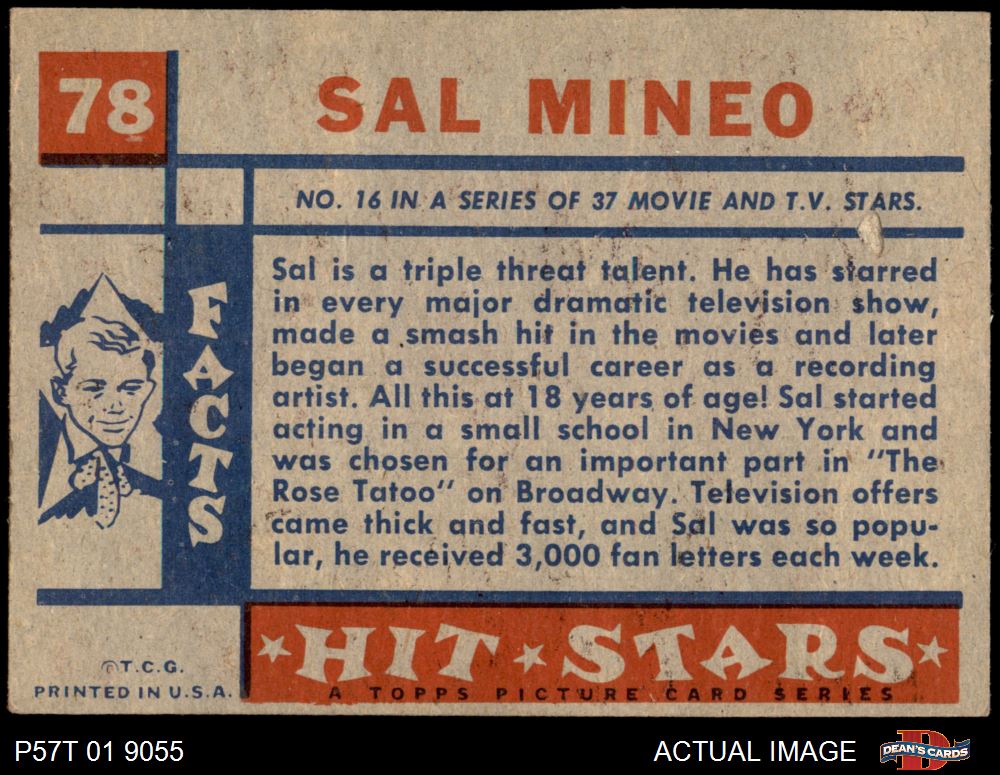 78
SAL MINEO
NO. 16 IN A SERIES OF 37 MOVIE AND T.V. STARS.
FACTS
Sal is a triple threat talent. He has starred
in every major dramatic television show,
made a smash hit in the movies and later
began a successful career as a recording
artist. All this at 18 years of age! Sal started
acting in a small school in New York and
was chosen for an important part in "The
Rose Tatoo" on Broadway. Television offers
came thick and fast, and Sal was so popu-
lar, he received 3,000 fan letters each week.
HIT STARS
A TOPPS PICTURE CARD SERIES
©T.C.G.
PRINTED IN U.S.A.
P57T 01 9055
ACTUAL IMAGE
D
DEAN'S CARDS